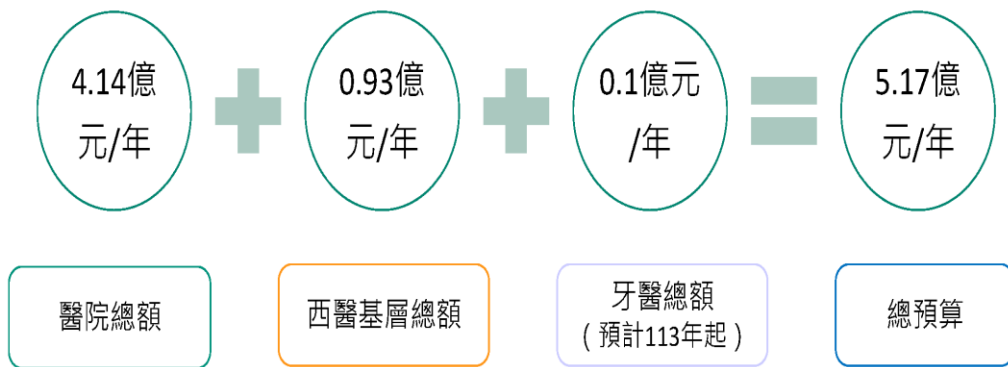 4.14億
元/年
0.93億
元/年
0.1億元
/年
5.17億
元/年
醫院總額
西醫基層總額
牙醫總額
(預計113年起)
總預算